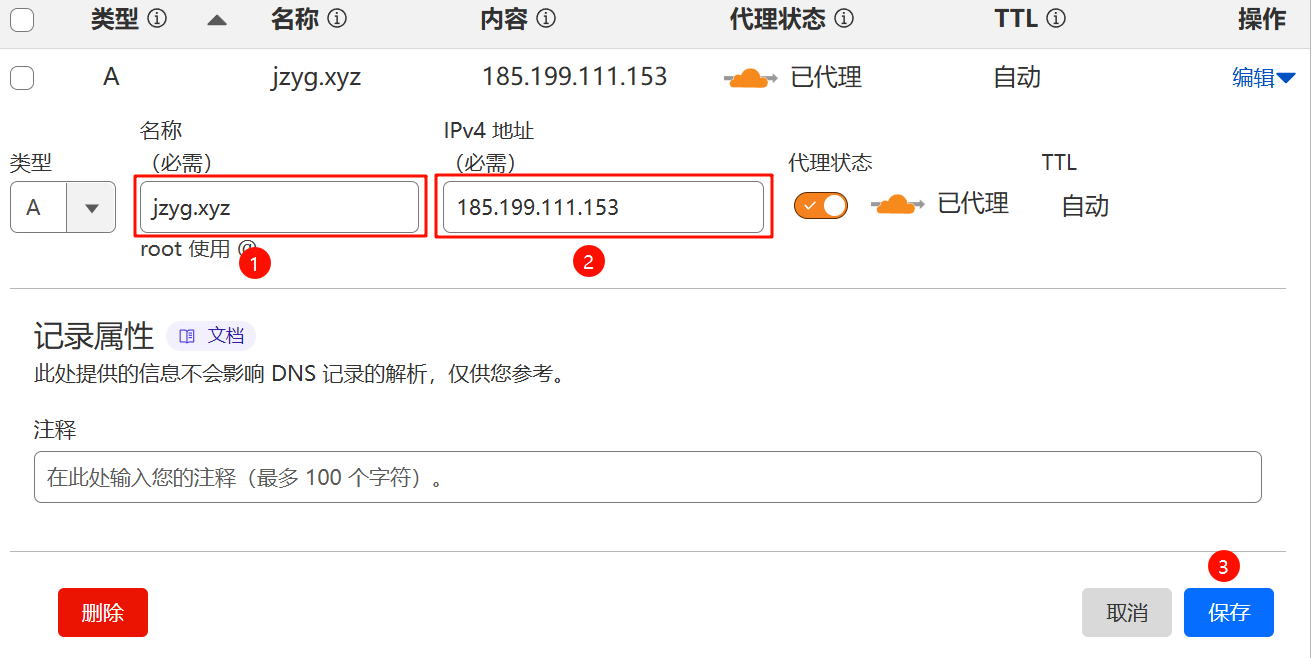 类型 名称 内容 代理状态 TTL 操作
A jzyg.xyz 185.199.111.153 已代理 自动 编辑
名称 IPv4 地址
类型 （必需） （必需） 代理状态 TTL
A jzyg.xyz 185.199.111.153 已代理 自动
root 使用 @
1 2
记录属性 文档
此处提供的信息不会影响 DNS 记录的解析，仅供您参考。
注释
在此处输入您的注释（最多 100 个字符）。
3
删除 取消 保存